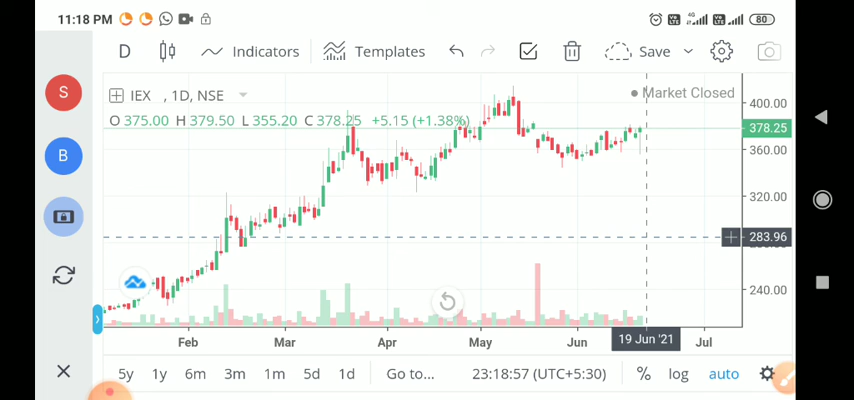 11:18 PM 4G 80
D Indicators Templates Save
S
B
IEX , 1D, NSE
Market Closed
O 375.00 H 379.50 L 355.20 C 378.25 +5.15 (+1.38%)
400.00
378.25
360.00
320.00
283.96
240.00
Feb Mar Apr May Jun 19 Jun '21 Jul
5y 1y 6m 3m 1m 5d 1d Go to... 23:18:57 (UTC+5:30) % log auto